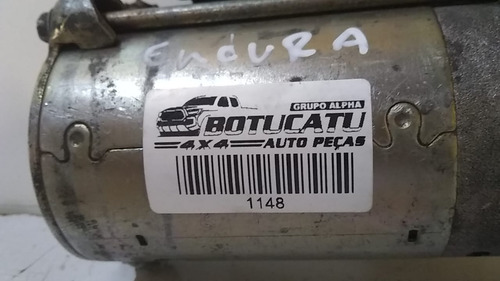 ENDURA
GRUPO ALPHA
BOTUCATU
4X4 AUTO PEÇAS
1148